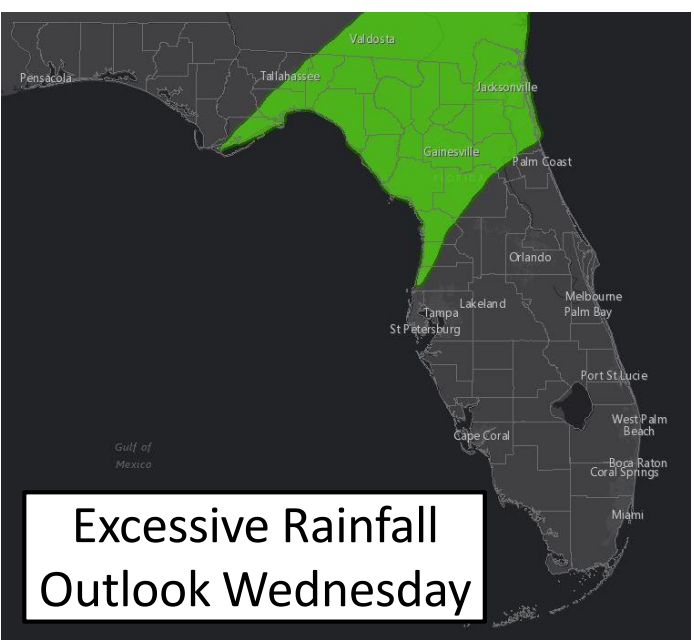 Valdosta
Pensacola
Tallahassee
Jacksonville
Gainesville
Palm Coast
FLORIDA
Orlando
Melbourne
Lakeland
Palm Bay
Tampa
St Petersburg
Port St Lucie
West Palm
Beach
Cape Coral
Gulf of
Mexico
Boca Raton
Coral Springs
Miami
Excessive Rainfall
Outlook Wednesday